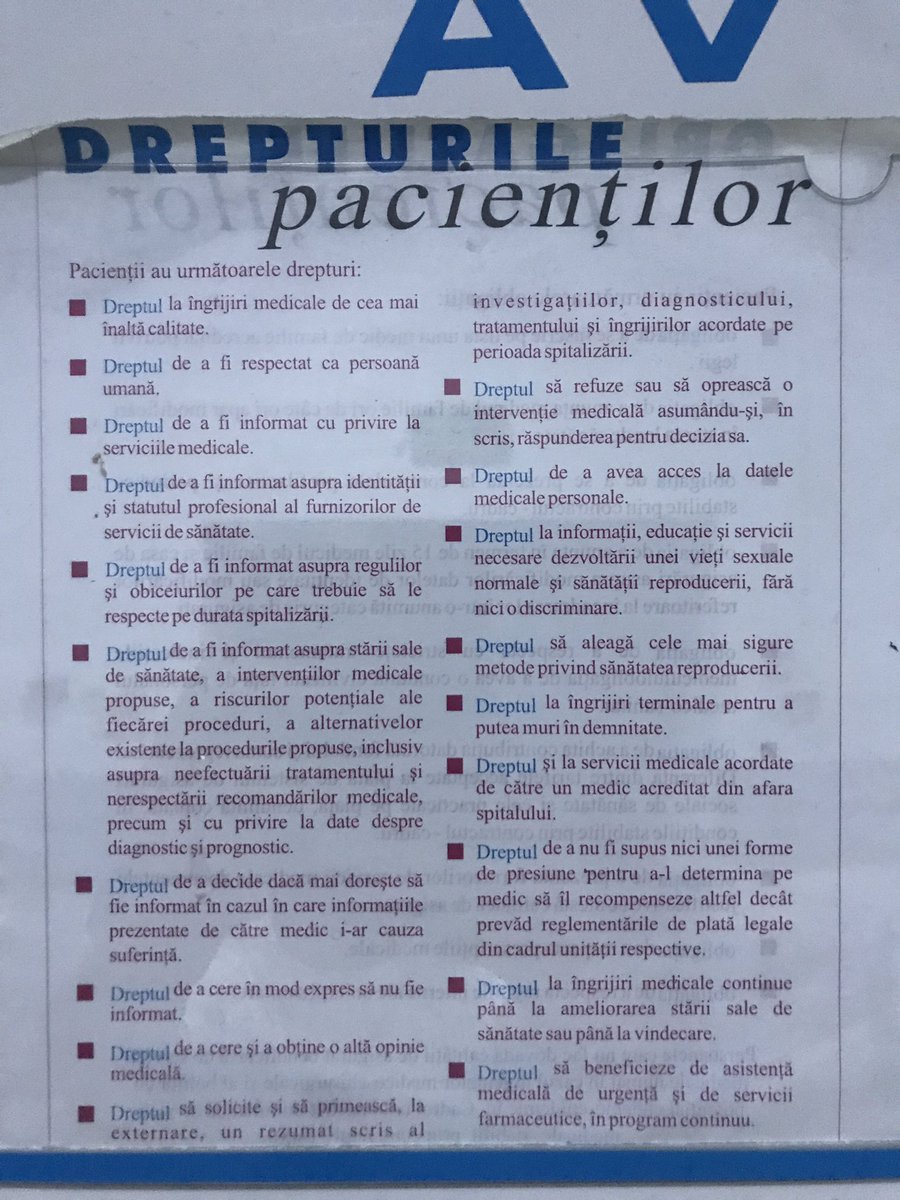 AV
DREPTURILE
pacienților
Pacienții au următoarele drepturi:
Dreptul la îngrijiri medicale de cea mai
înaltă calitate.
Dreptul de a fi respectat ca persoană
umană.
Dreptul de a fi informat cu privire la
serviciile medicale.
Dreptul de a fi informat asupra identității
și statutul profesional al furnizorilor de
servicii de sănătate.
Dreptul de a fi informat asupra regulilor
și obiceiurilor pe care trebuie să le
respecte pe durata spitalizării.
Dreptul de a fi informat asupra stării sale
de sănătate, a intervențiilor medicale
propuse, a riscurilor potențiale ale
fiecărei proceduri, a alternativelor
existente la procedurile propuse, inclusiv
asupra neefectuării tratamentului și
nerespectării recomandărilor medicale,
precum și cu privire la date despre
diagnostic și prognostic.
Dreptul de a decide dacă mai dorește să
fie informat în cazul în care informațiile
prezentate de către medic i-ar cauza
suferință.
Dreptul de a cere în mod expres să nu fie
informat.
Dreptul de a cere și a obține o altă opinie
medicală.
Dreptul să solicite și să primească, la
externare, un rezumat scris al
investigațiilor, diagnosticului,
tratamentului și îngrijirilor acordate pe
perioada spitalizării.
Dreptul să refuze sau să oprească o
intervenție medicală asumându-și, în
scris, răspunderea pentru decizia sa.
Dreptul de a avea acces la datele
medicale personale.
Dreptul la informații, educație și servicii
necesare dezvoltării unei vieți sexuale
normale și sănătății reproducerii, fără
nici o discriminare.
Dreptul să aleagă cele mai sigure
metode privind sănătatea reproducerii.
Dreptul la îngrijiri terminale pentru a
putea muri în demnitate.
Dreptul și la servicii medicale acordate
de către un medic acreditat din afara
spitalului.
Dreptul de a nu fi supus nici unei forme
de presiune pentru a-l determina pe
medic să îl recompenseze altfel decât
prevăd reglementările de plată legale
din cadrul unității respective.
Dreptul la îngrijiri medicale continue
până la ameliorarea stării sale de
sănătate sau până la vindecare.
Dreptul să beneficieze de asistență
medicală de urgență și de servicii
farmaceutice, în program continuu.